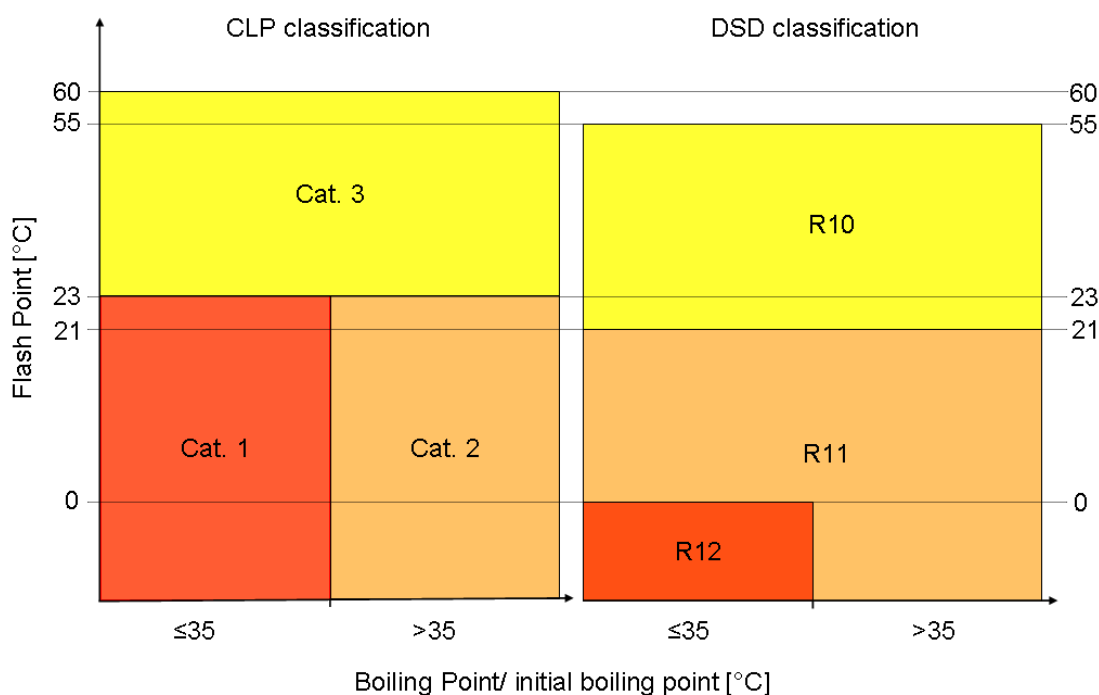 CLP classification
DSD classification
60
55
23
21
0
60
55
23
21
0
Flash Point [°C]
Cat. 3
Cat. 1
Cat. 2
R10
R11
R12
≤35
>35
≤35
>35
Boiling Point/ initial boiling point [°C]